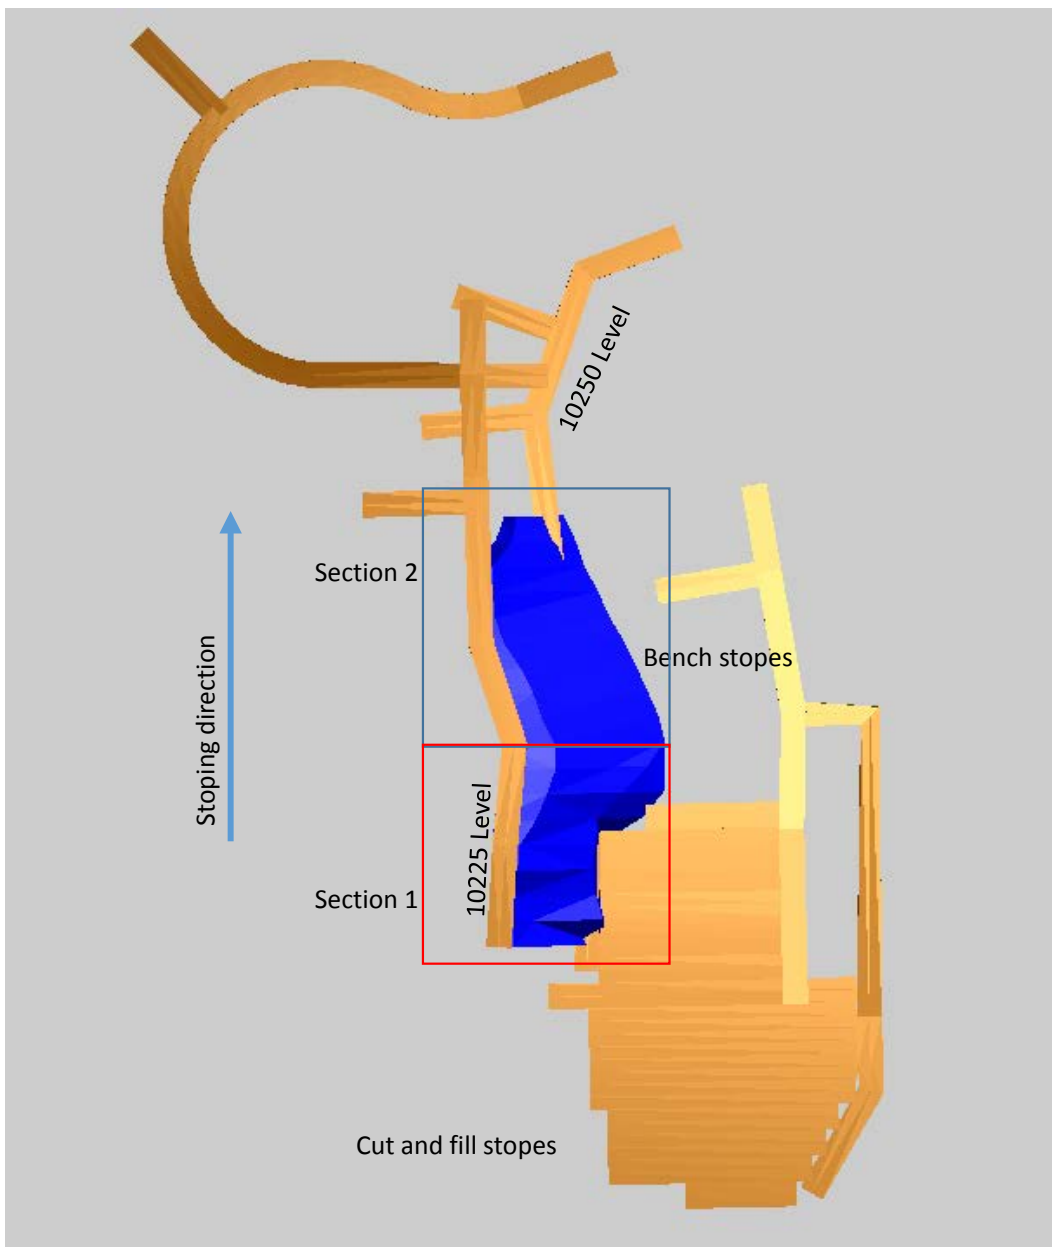 10250 Level
Section 2
Bench stopes
Stoping direction
10225 Level
Section 1
Cut and fill stopes